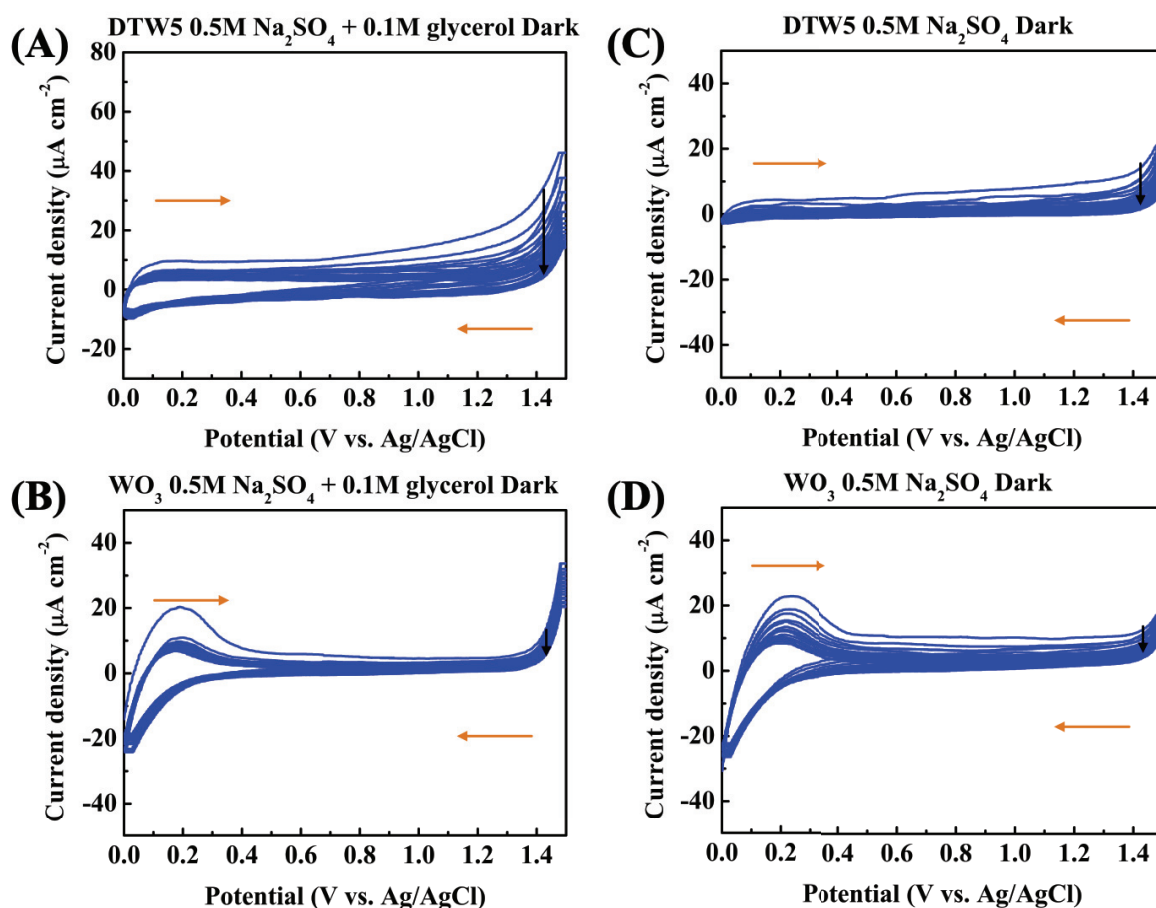 (A)
DTW5 0.5M Na₂SO₄ + 0.1M glycerol Dark
Current density (µA cm⁻²)
80
60
40
20
0
-20
0.0 0.2 0.4 0.6 0.8 1.0 1.2 1.4
Potential (V vs. Ag/AgCl)
(C)
DTW5 0.5M Na₂SO₄ Dark
Current density (µA cm⁻²)
40
20
0
-20
-40
0.0 0.2 0.4 0.6 0.8 1.0 1.2 1.4
Potential (V vs. Ag/AgCl)
(B)
WO₃ 0.5M Na₂SO₄ + 0.1M glycerol Dark
Current density (µA cm⁻²)
40
20
0
-20
-40
0.0 0.2 0.4 0.6 0.8 1.0 1.2 1.4
Potential (V vs. Ag/AgCl)
(D)
WO₃ 0.5M Na₂SO₄ Dark
Current density (µA cm⁻²)
40
20
0
-20
-40
0.0 0.2 0.4 0.6 0.8 1.0 1.2 1.4
Potential (V vs. Ag/AgCl)